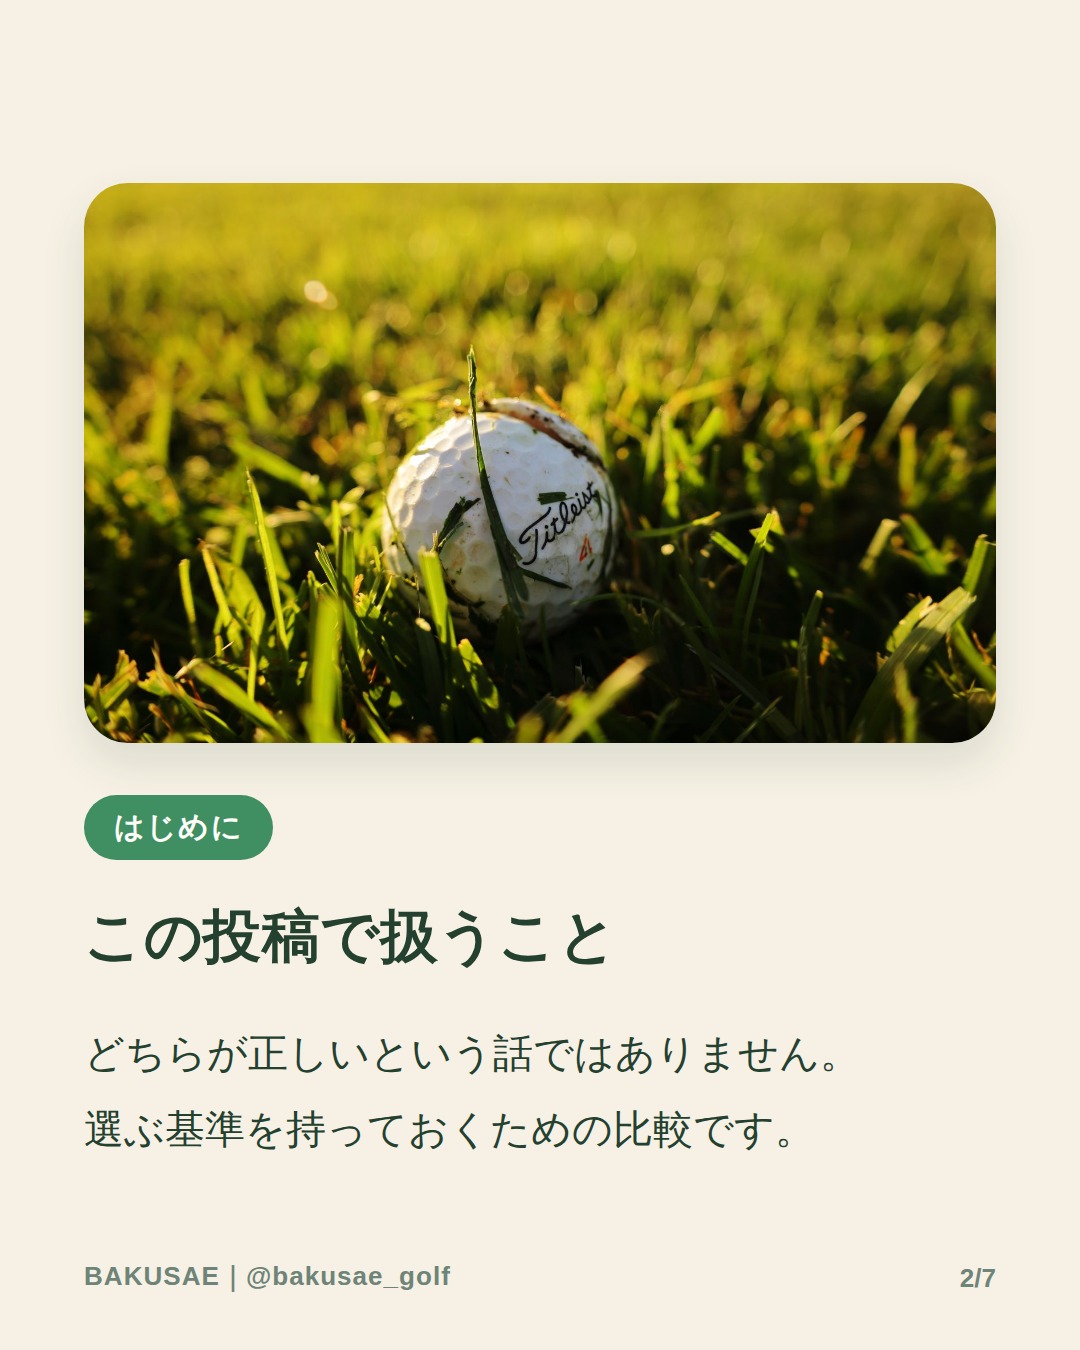 Titleist
4
はじめに
この投稿で扱うこと
どちらが正しいという話ではありません。
選ぶ基準を持っておくための比較です。
BAKUSAE | @bakusae_golf
2/7